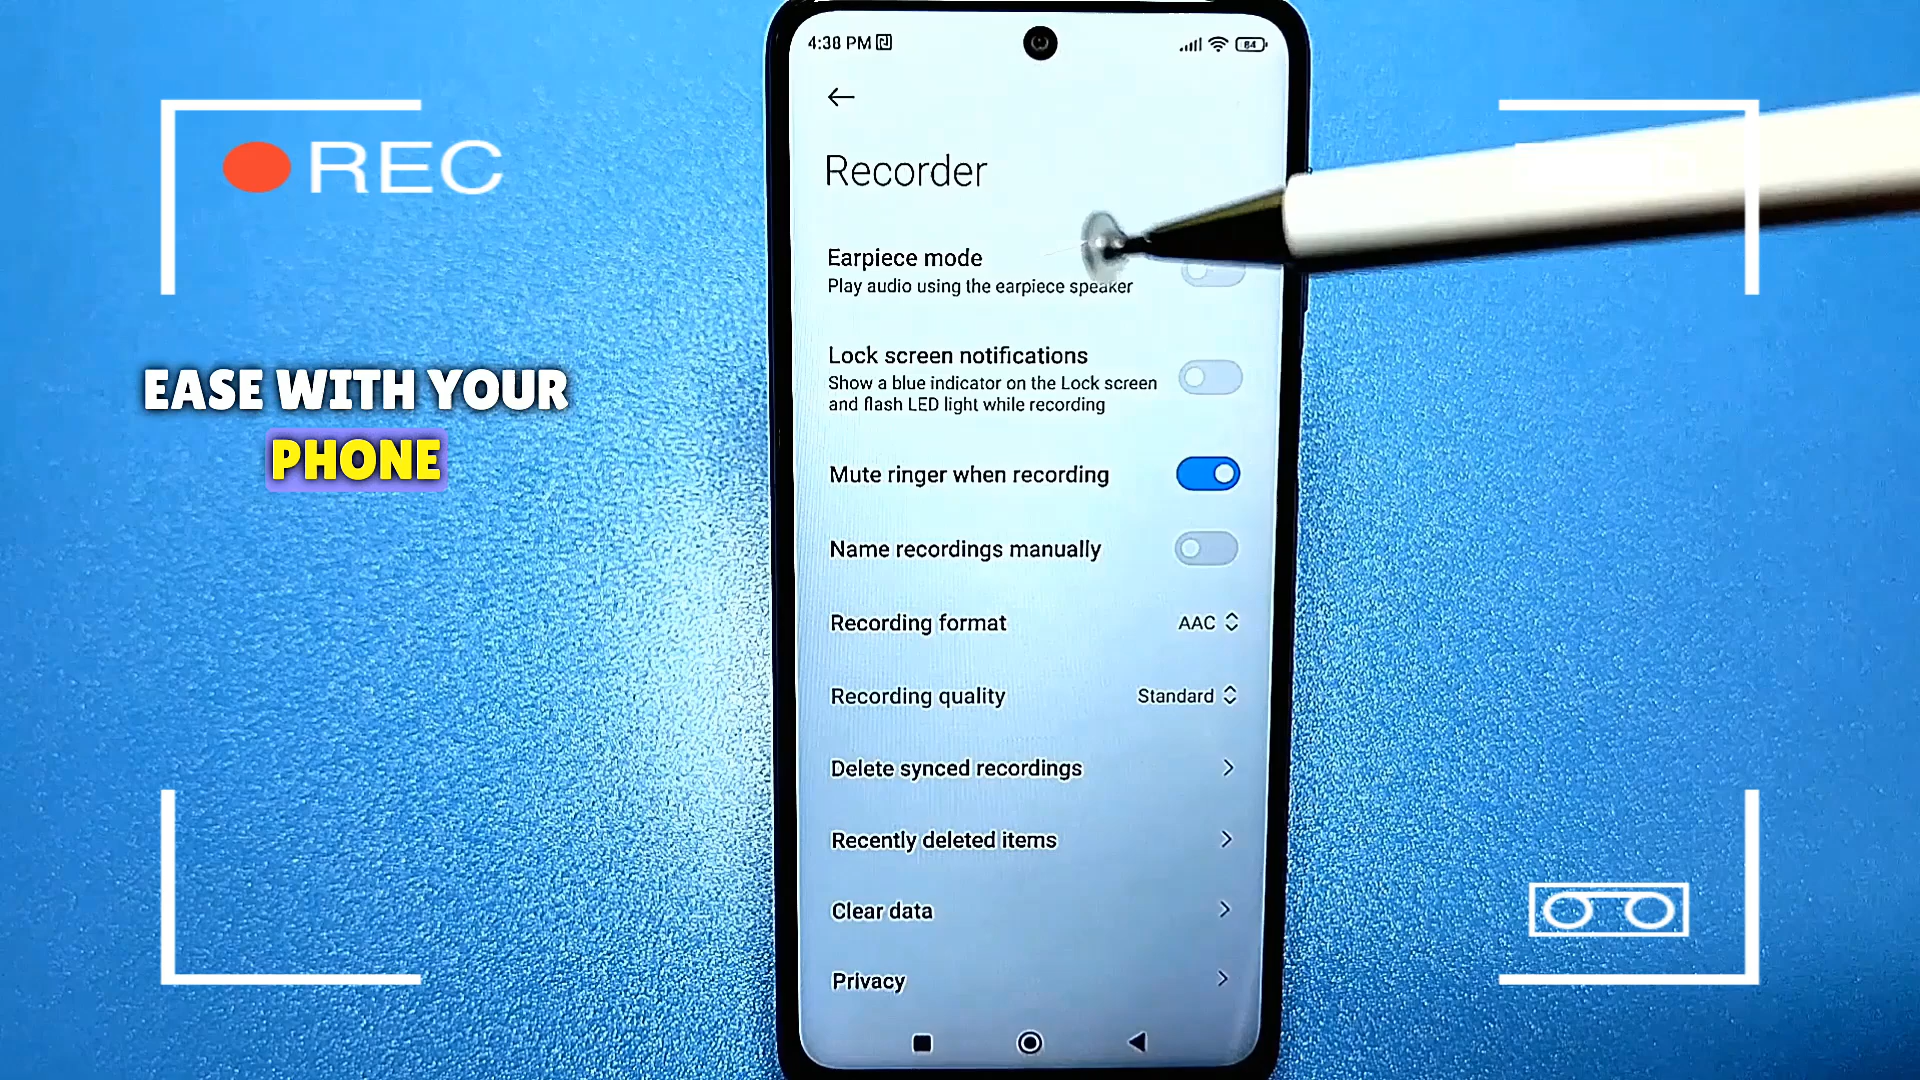 4:38 PM
84
REC
Recorder
Earpiece mode
Play audio using the earpiece speaker
EASE WITH YOUR
PHONE
Lock screen notifications
Show a blue indicator on the Lock screen
and flash LED light while recording
Mute ringer when recording
Name recordings manually
Recording format AAC
Recording quality Standard
Delete synced recordings
Recently deleted items
Clear data
Privacy